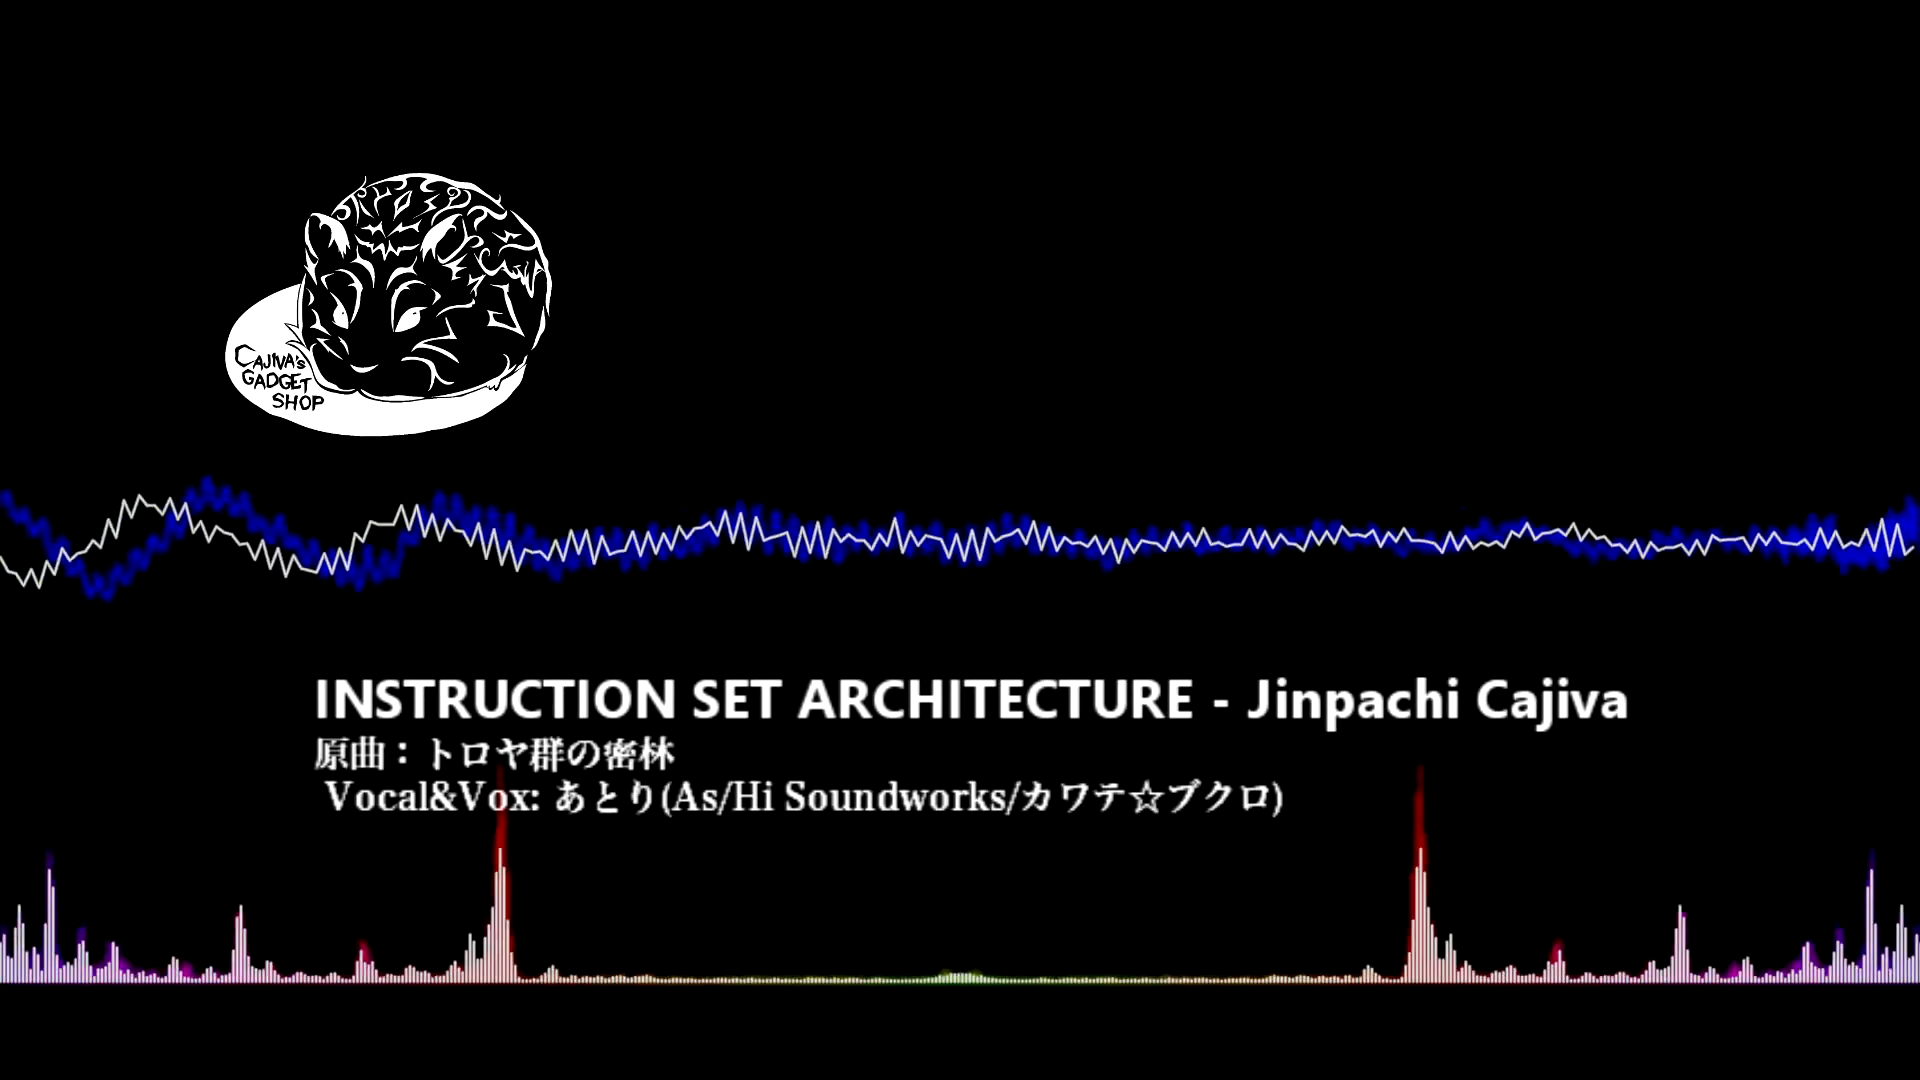 CAJIVA's
GADGET
SHOP
INSTRUCTION SET ARCHITECTURE - Jinpachi Cajiva
原曲：トロヤ群の密林
Vocal&Vox: あとり(As/Hi Soundworks/カワテ☆ブクロ)